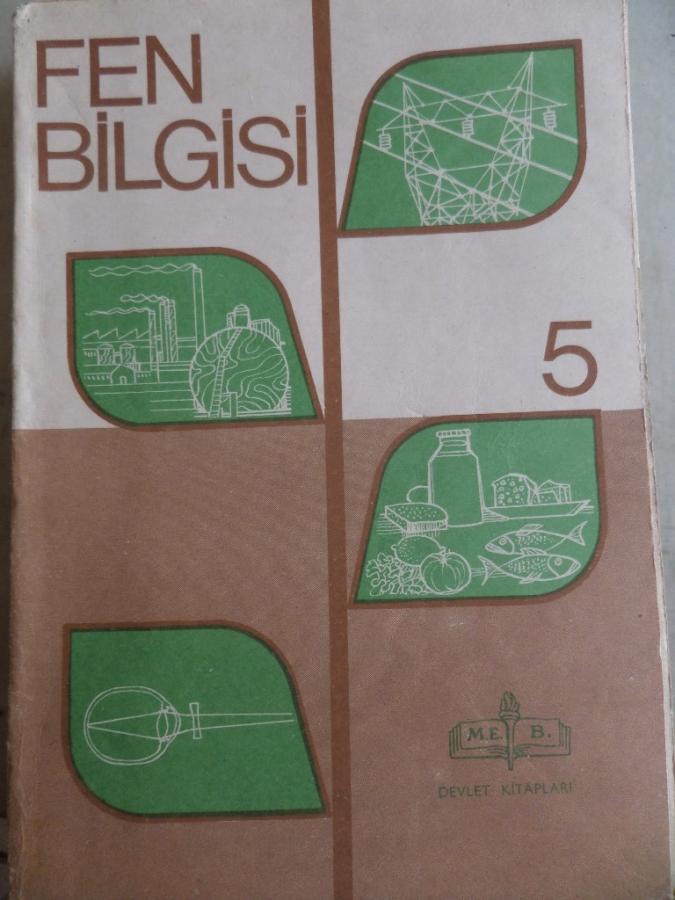 FEN
BİLGİSİ
5
M.E. B.
DEVLET KİTAPLARI